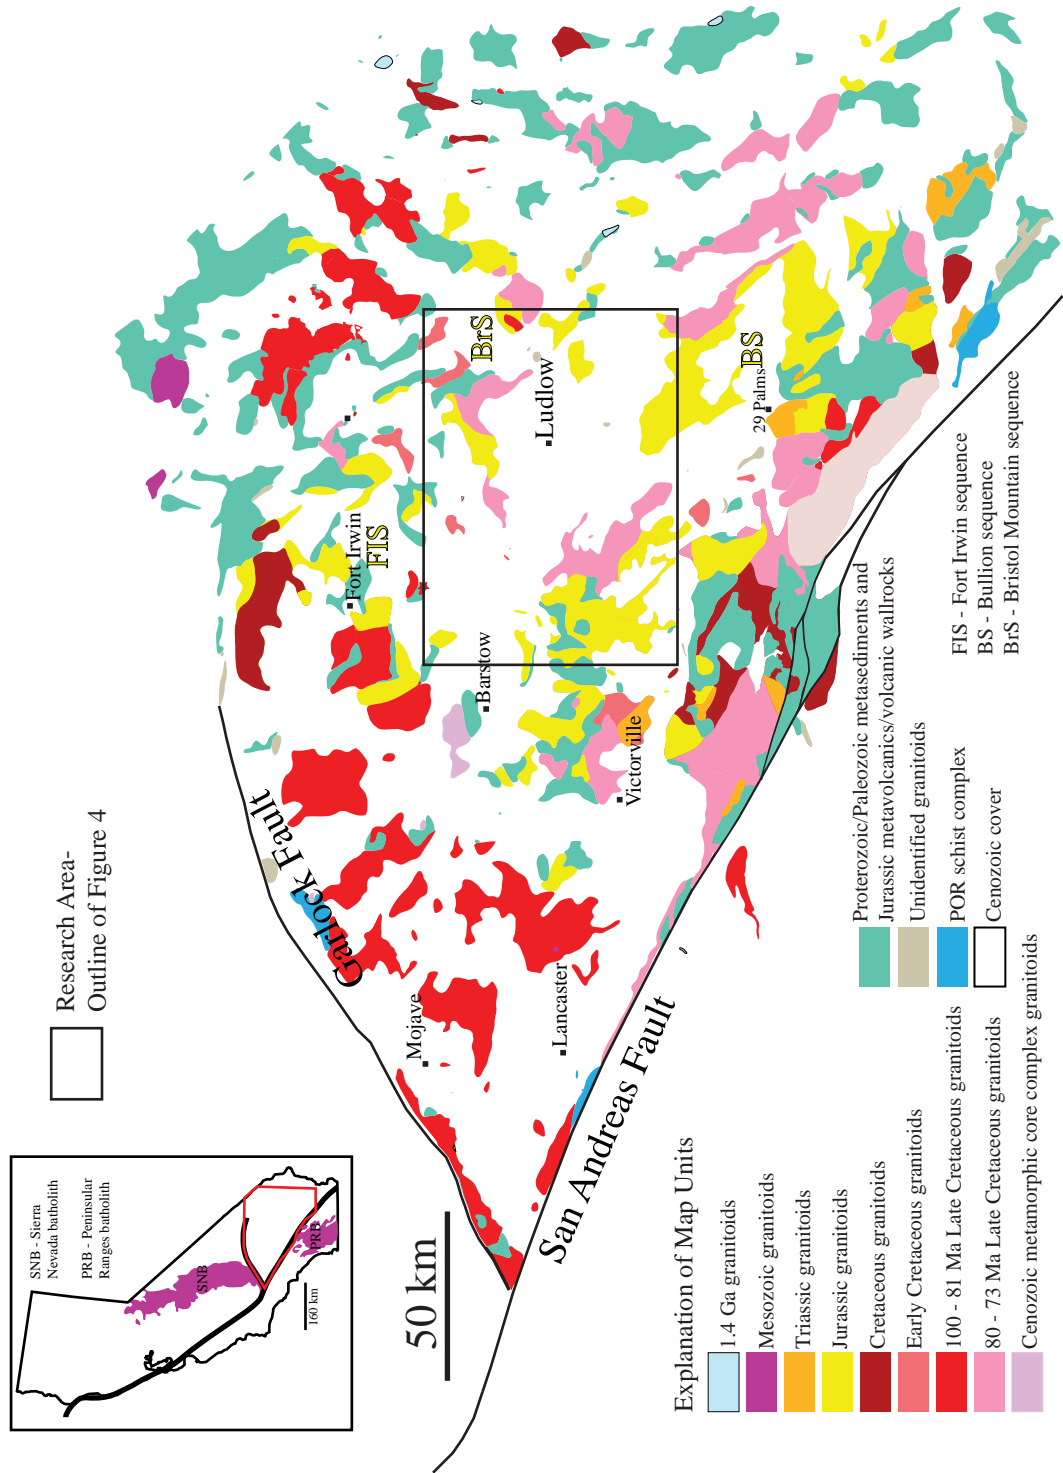 SNB - Sierra
Nevada batholith
PRB - Peninsular
Ranges batholith
SNB
PRB
160 km
Research Area-
Outline of Figure 4
50 km
Garlock Fault
San Andreas Fault
Mojave
Lancaster
Barstow
Victorville
Fort Irwin
FIS
BrS
Ludlow
29 Palms
BS
Explanation of Map Units
1.4 Ga granitoids
Mesozoic granitoids
Triassic granitoids
Jurassic granitoids
Cretaceous granitoids
Early Cretaceous granitoids
100 - 81 Ma Late Cretaceous granitoids
80 - 73 Ma Late Cretaceous granitoids
Cenozoic metamorphic core complex granitoids
Proterozoic/Paleozoic metasediments and
Jurassic metavolcanics/volcanic wallrocks
Unidentified granitoids
POR schist complex
Cenozoic cover
FIS - Fort Irwin sequence
BS - Bullion sequence
BrS - Bristol Mountain sequence